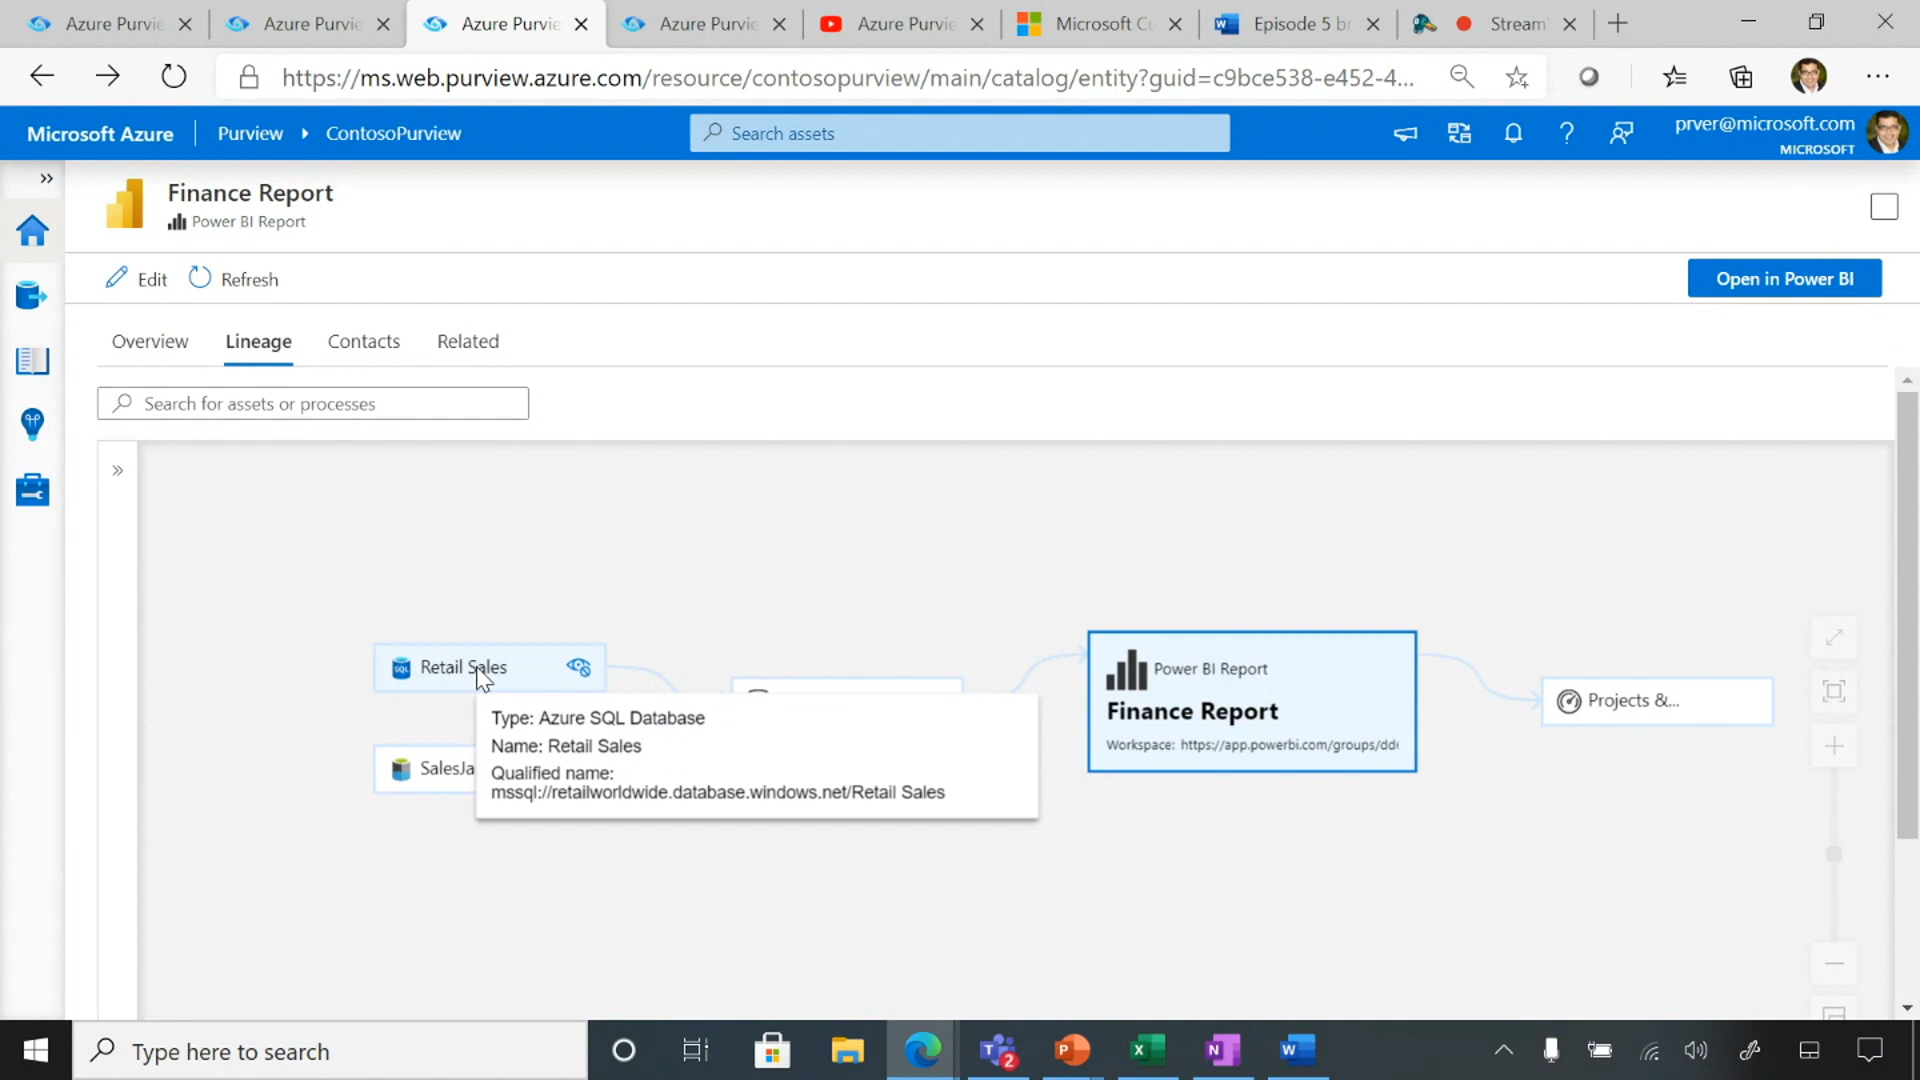 Azure Purvie
Azure Purvie
Azure Purvie
Azure Purvie
Azure Purvie
Microsoft Cu
Episode 5 br
Stream
https://ms.web.purview.azure.com/resource/contosopurview/main/catalog/entity?guid=c9bce538-e452-4...
Microsoft Azure
Purview
ContosoPurview
Search assets
prver@microsoft.com
MICROSOFT
Finance Report
Power BI Report
Edit
Refresh
Open in Power BI
Overview
Lineage
Contacts
Related
Search for assets or processes
SQL
Retail Sales
Type: Azure SQL Database
Name: Retail Sales
Qualified name:
mssql://retailworldwide.database.windows.net/Retail Sales
SalesJa
Power BI Report
Finance Report
Workspace: https://app.powerbi.com/groups/dd
Projects &...
Type here to search
2